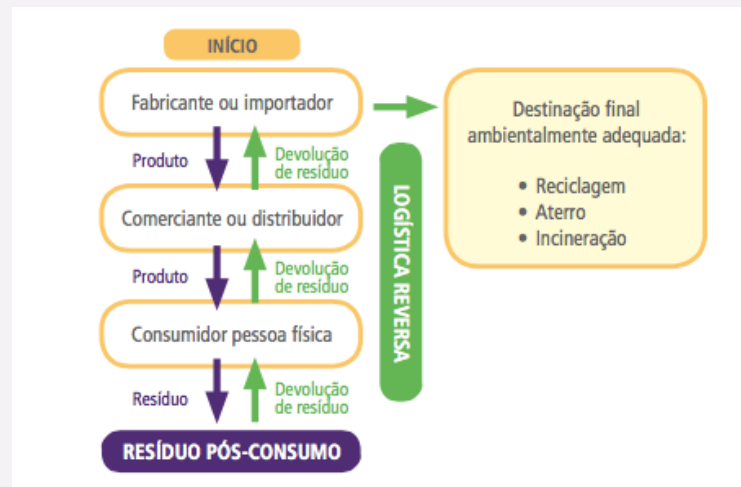 INÍCIO
Fabricante ou importador
Produto
Devolução
de resíduo
Comerciante ou distribuidor
Produto
Devolução
de resíduo
Consumidor pessoa física
Resíduo
Devolução
de resíduo
RESÍDUO PÓS-CONSUMO
LOGÍSTICA REVERSA
Destinação final
ambientalmente adequada:
• Reciclagem
• Aterro
• Incineração